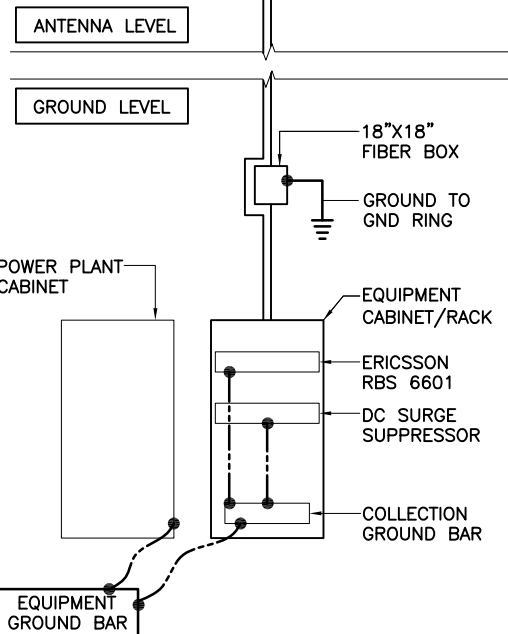 ANTENNA LEVEL
GROUND LEVEL
18"X18"
FIBER BOX
GROUND TO
GND RING
POWER PLANT
CABINET
EQUIPMENT
CABINET/RACK
ERICSSON
RBS 6601
DC SURGE
SUPPRESSOR
COLLECTION
GROUND BAR
EQUIPMENT
GROUND BAR